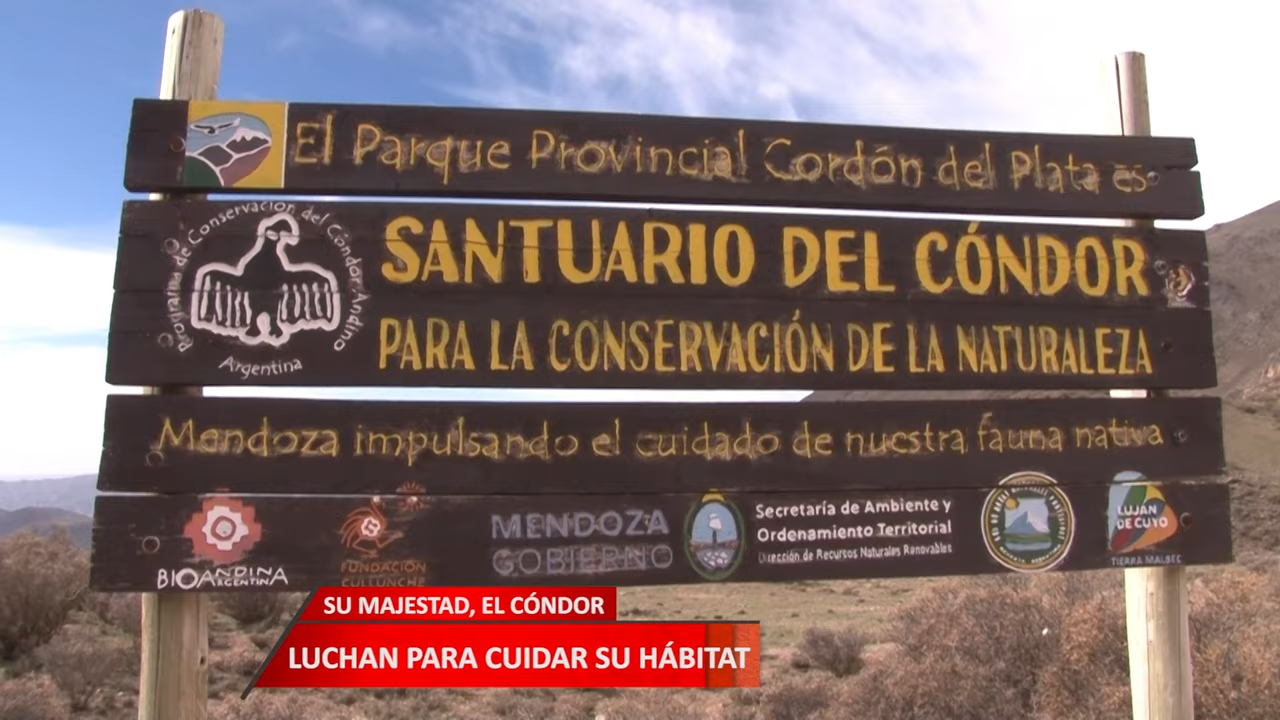 El Parque Provincial Cordón del Plata es
Programa de Conservación del Cóndor Andino
Argentina
SANTUARIO DEL CÓNDOR
PARA LA CONSERVACIÓN DE LA NATURALEZA
Mendoza impulsando el cuidado de nuestra fauna nativa
BIOANDINA
ARGENTINA
FUNDACIÓN
CULLUNCHE
MENDOZA
GOBIERNO
Secretaría de Ambiente y
Ordenamiento Territorial
Dirección de Recursos Naturales Renovables
LUJÁN
DE CUYO
TIERRA MALBEC
SU MAJESTAD, EL CÓNDOR
LUCHAN PARA CUIDAR SU HÁBITAT